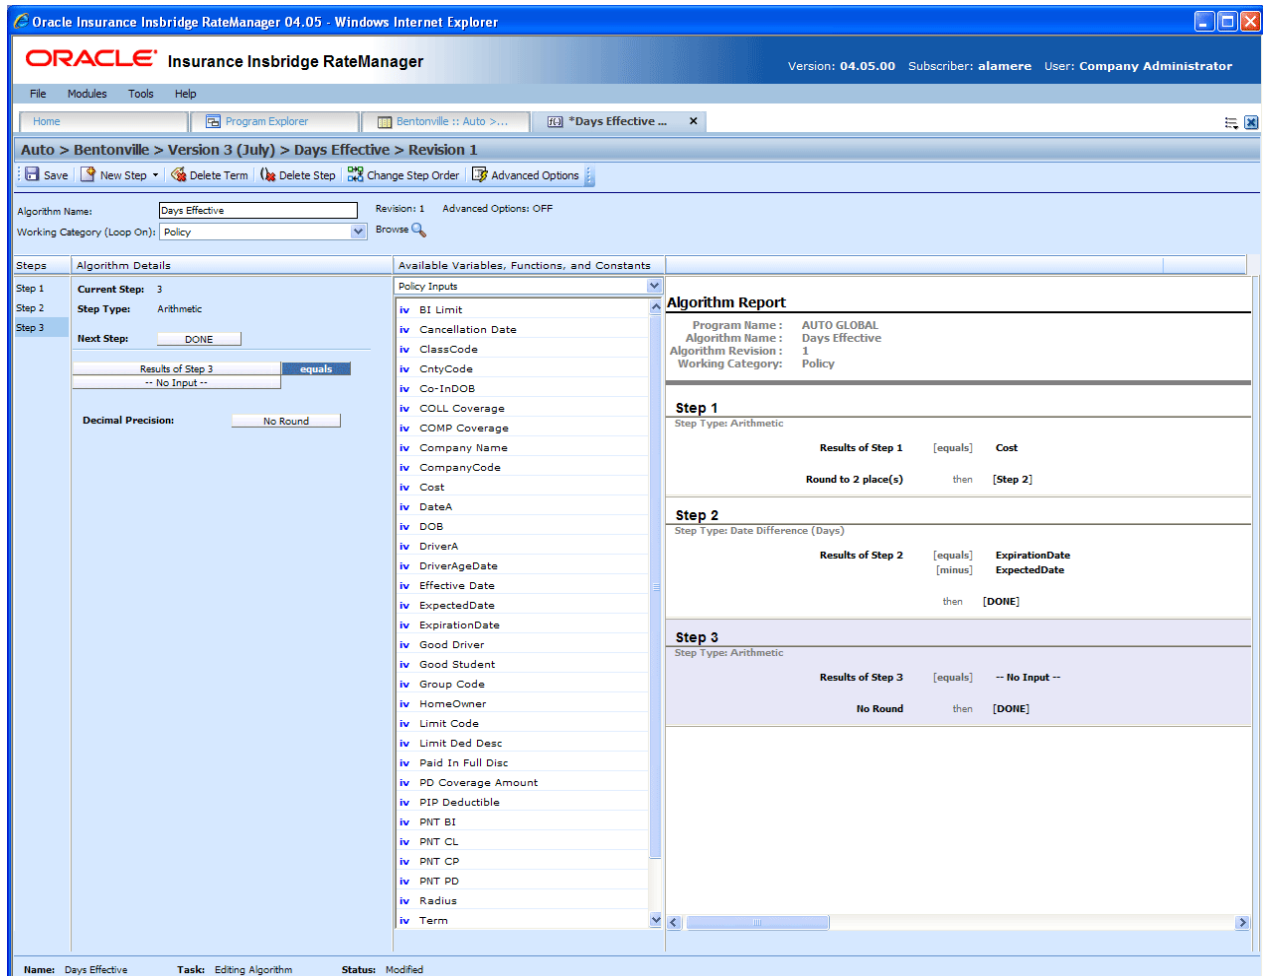 Oracle Insurance Insbridge RateManager 04.05 - Windows Internet Explorer
ORACLE Insurance Insbridge RateManager
Version: 04.05.00 Subscriber: alamere User: Company Administrator
File Modules Tools Help
Home Program Explorer Bentonville :: Auto >... *Days Effective ... x
Auto > Bentonville > Version 3 (July) > Days Effective > Revision 1
Save New Step Delete Term Delete Step Change Step Order Advanced Options
Algorithm Name: Days Effective Revision: 1 Advanced Options: OFF
Working Category (Loop On): Policy Browse
Steps
Step 1
Step 2
Step 3
Algorithm Details
Current Step: 3
Step Type: Arithmetic
Next Step: DONE
Results of Step 3 equals
-- No Input --
Decimal Precision: No Round
Available Variables, Functions, and Constants
Policy Inputs
iv BI Limit
iv Cancellation Date
iv ClassCode
iv CntyCode
iv Co-InDOB
iv COLL Coverage
iv COMP Coverage
iv Company Name
iv CompanyCode
iv Cost
iv DateA
iv DOB
iv DriverA
iv DriverAgeDate
iv Effective Date
iv ExpectedDate
iv ExpirationDate
iv Good Driver
iv Good Student
iv Group Code
iv HomeOwner
iv Limit Code
iv Limit Ded Desc
iv Paid In Full Disc
iv PD Coverage Amount
iv PIP Deductible
iv PNT BI
iv PNT CL
iv PNT CP
iv PNT PD
iv Radius
iv Term
Algorithm Report
Program Name : AUTO GLOBAL
Algorithm Name : Days Effective
Algorithm Revision : 1
Working Category: Policy
Step 1
Step Type: Arithmetic
Results of Step 1 [equals] Cost
Round to 2 place(s) then [Step 2]
Step 2
Step Type: Date Difference (Days)
Results of Step 2 [equals] ExpirationDate
[minus] ExpectedDate
then [DONE]
Step 3
Step Type: Arithmetic
Results of Step 3 [equals] -- No Input --
No Round then [DONE]
Name: Days Effective Task: Editing Algorithm Status: Modified